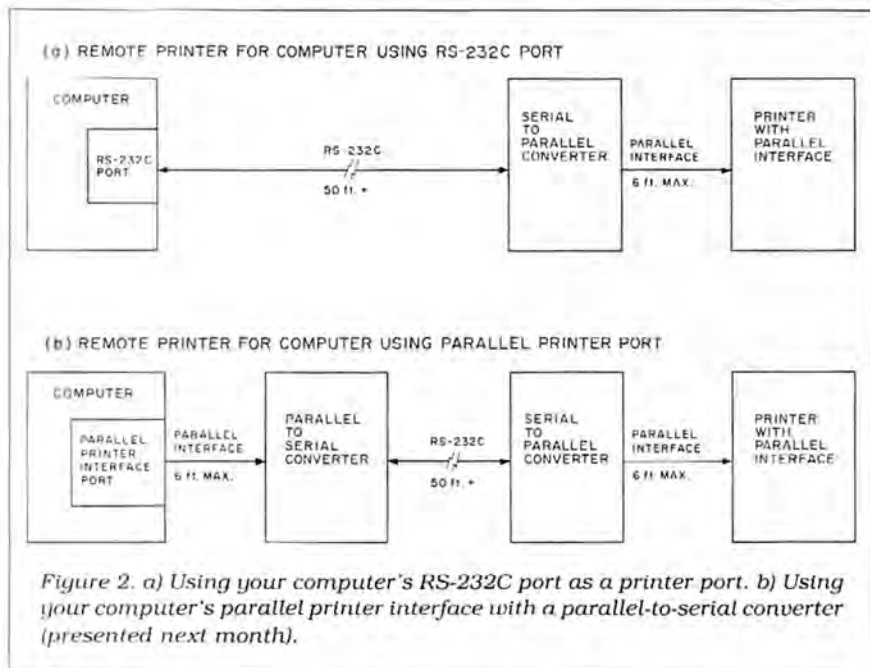 (a) REMOTE PRINTER FOR COMPUTER USING RS-232C PORT
COMPUTER
RS-232C
PORT
RS-232C
50 ft. +
SERIAL
TO
PARALLEL
CONVERTER
PARALLEL
INTERFACE
6 ft. MAX.
PRINTER
WITH
PARALLEL
INTERFACE
(b) REMOTE PRINTER FOR COMPUTER USING PARALLEL PRINTER PORT
COMPUTER
PARALLEL
PRINTER
INTERFACE
PORT
PARALLEL
INTERFACE
6 ft. MAX.
PARALLEL
TO
SERIAL
CONVERTER
RS-232C
50 ft. +
SERIAL
TO
PARALLEL
CONVERTER
PARALLEL
INTERFACE
6 ft. MAX.
PRINTER
WITH
PARALLEL
INTERFACE
Figure 2. a) Using your computer's RS-232C port as a printer port. b) Using
your computer's parallel printer interface with a parallel-to-serial converter
(presented next month).